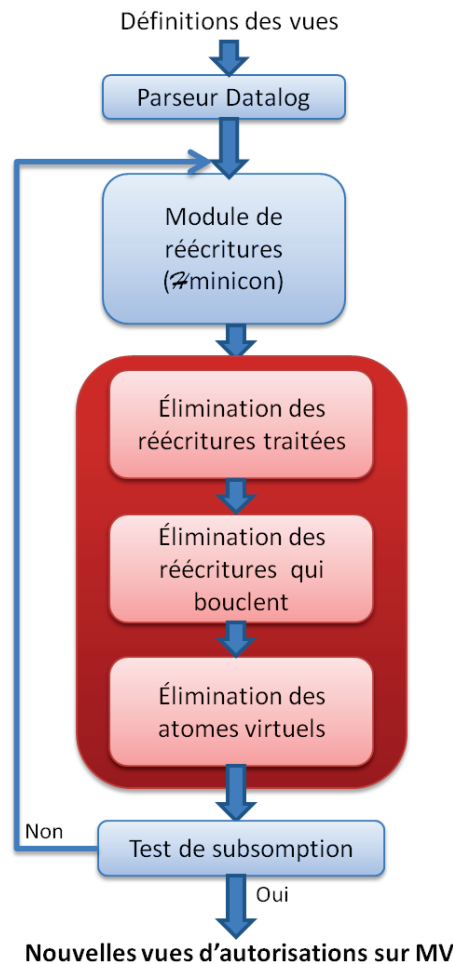 Définitions des vues
Parseur Datalog
Module de
réécritures
(ℋminicon)
Élimination des
réécritures traitées
Élimination des
réécritures qui
bouclent
Élimination des
atomes virtuels
Non
Test de subsomption
Oui
Nouvelles vues d'autorisations sur MV